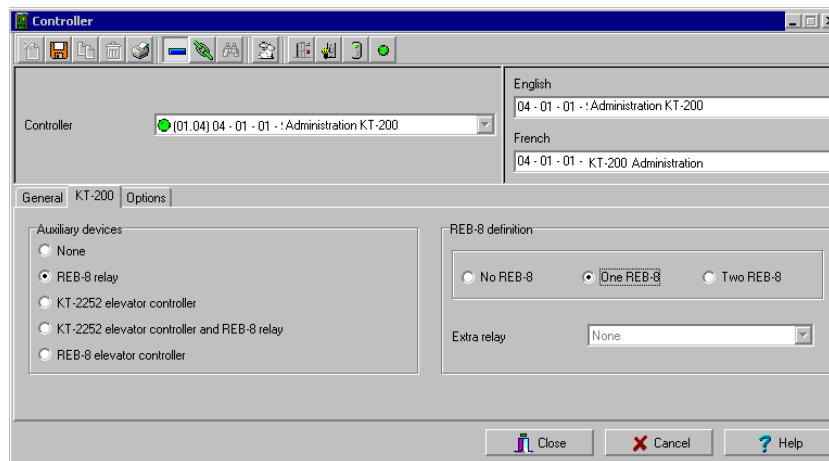 Controller
English
04 - 01 - 01 - : Administration KT-200
Controller
(01.04) 04 - 01 - 01 - : Administration KT-200
French
04 - 01 - 01 - KT-200 Administration
General KT-200 Options
Auxiliary devices
None
REB-8 relay
KT-2252 elevator controller
KT-2252 elevator controller and REB-8 relay
REB-8 elevator controller
REB-8 definition
No REB-8 One REB-8 Two REB-8
Extra relay None
Close Cancel Help